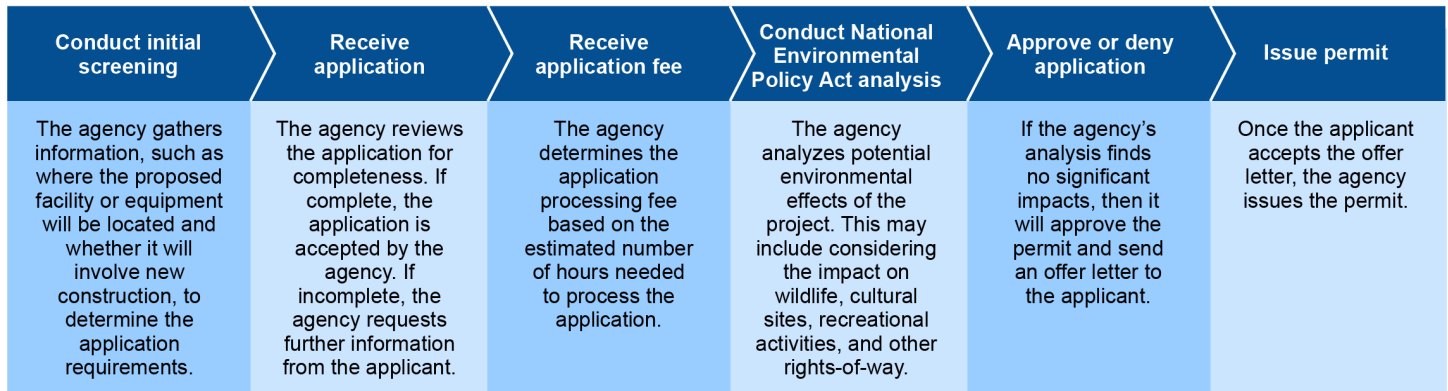 Conduct initial
screening
Receive
application
Receive
application fee
Conduct National
Environmental
Policy Act analysis
Approve or deny
application
Issue permit
The agency gathers
information, such as
where the proposed
facility or equipment
will be located and
whether it will
involve new
construction, to
determine the
application
requirements.
The agency reviews
the application for
completeness. If
complete, the
application is
accepted by the
agency. If
incomplete, the
agency requests
further information
from the applicant.
The agency
determines the
application
processing fee
based on the
estimated number
of hours needed
to process the
application.
The agency
analyzes potential
environmental
effects of the
project. This may
include considering
the impact on
wildlife, cultural
sites, recreational
activities, and other
rights-of-way.
If the agency’s
analysis finds
no significant
impacts, then it
will approve the
permit and send
an offer letter to
the applicant.
Once the applicant
accepts the offer
letter, the agency
issues the permit.